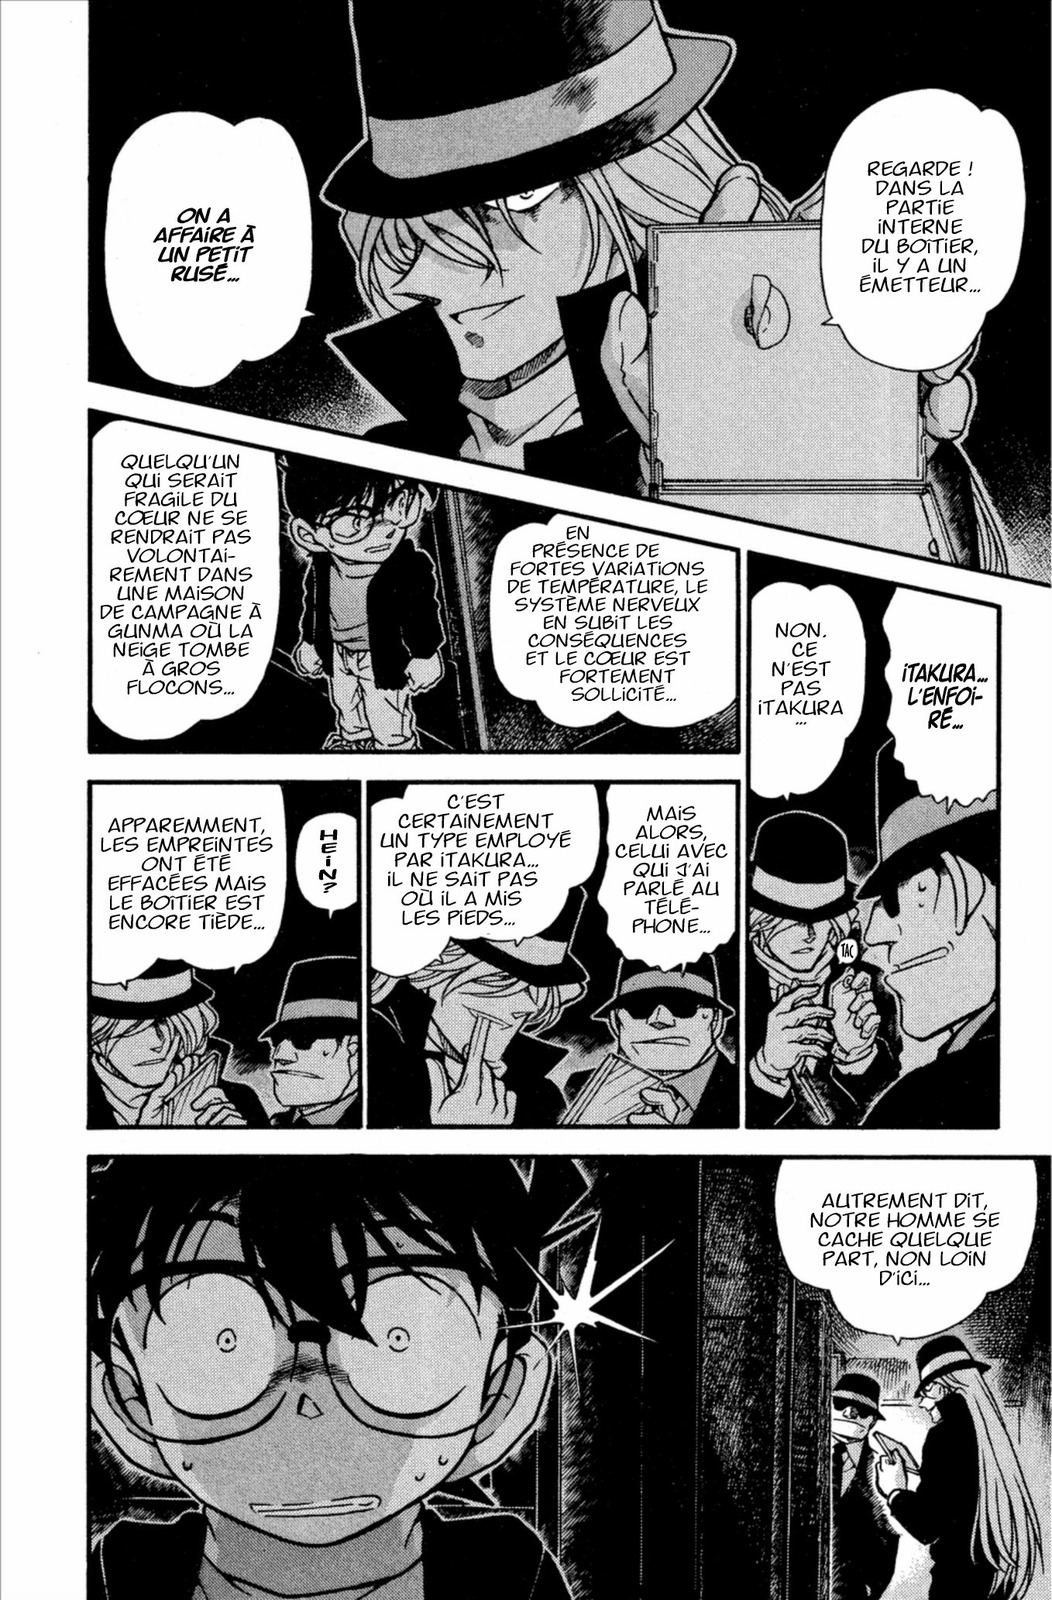 REGARDE !
DANS LA
PARTIE
INTERNE
DU BOITIER,
IL Y A UN
ÉMETTEUR...
ON A
AFFAIRE À
UN PETIT
RUSÉ...
ITAKURA...
L'ENFOI-
RÉ...
NON.
CE
N'EST
PAS
ITAKURA
...
TAC
EN
PRÉSENCE DE
FORTES VARIATIONS
DE TEMPÉRATURE, LE
SYSTÈME NERVEUX
EN SUBIT LES
CONSÉQUENCES
ET LE CŒUR EST
FORTEMENT
SOLLICITÉ...
QUELQU'UN
QUI SERAIT
FRAGILE DU
CŒUR NE SE
RENDRAIT PAS
VOLONTAI-
REMENT DANS
UNE MAISON
DE CAMPAGNE À
GUNMA OÙ LA
NEIGE TOMBE
À GROS
FLOCONS...
MAIS
ALORS,
CELUI AVEC
QUI J'AI
PARLÉ AU
TÉLÉ-
PHONE...
C'EST
CERTAINEMENT
UN TYPE EMPLOYÉ
PAR ITAKURA...
IL NE SAIT PAS
OÙ IL A MIS
LES PIEDS...
HEIN?
APPAREMMENT,
LES EMPREINTES
ONT ÉTÉ
EFFACÉES MAIS
LE BOITIER EST
ENCORE TIÈDE...
AUTREMENT DIT,
NOTRE HOMME SE
CACHE QUELQUE
PART, NON LOIN
D'ICI...